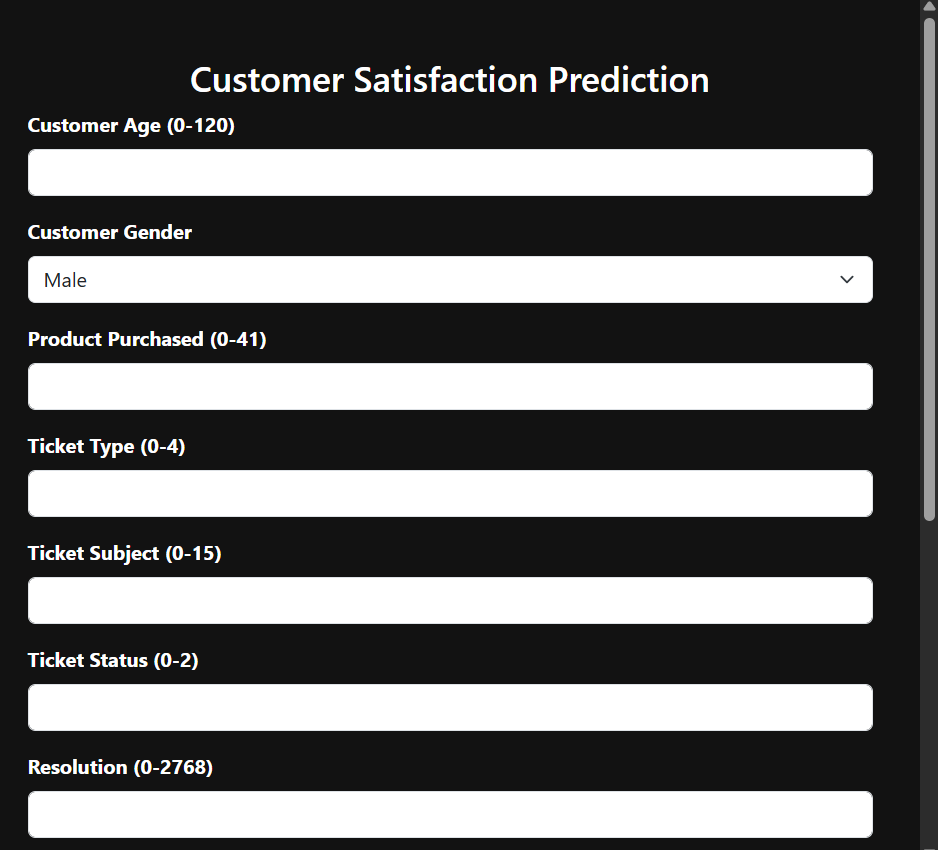 Customer Satisfaction Prediction
Customer Age (0-120)
Customer Gender
Male
Product Purchased (0-41)
Ticket Type (0-4)
Ticket Subject (0-15)
Ticket Status (0-2)
Resolution (0-2768)